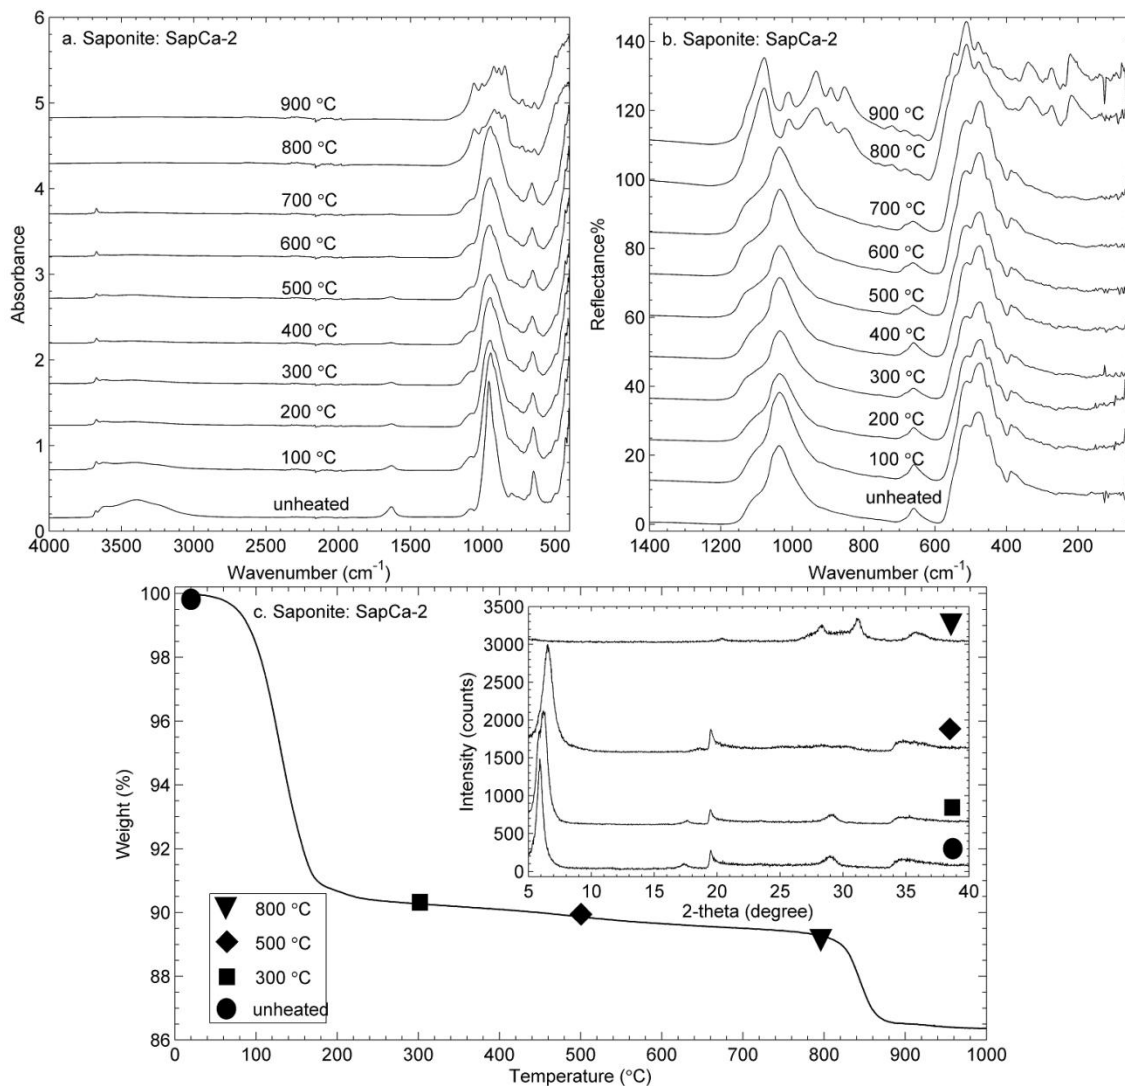 a. Saponite: SapCa-2
6
5
4
3
2
1
0
Absorbance
900 °C
800 °C
700 °C
600 °C
500 °C
400 °C
300 °C
200 °C
100 °C
unheated
4000 3500 3000 2500 2000 1500 1000 500
Wavenumber (cm⁻¹)
b. Saponite: SapCa-2
140
120
100
80
60
40
20
0
Reflectance%
900 °C
800 °C
700 °C
600 °C
500 °C
400 °C
300 °C
200 °C
100 °C
unheated
1400 1200 1000 800 600 400 200
Wavenumber (cm⁻¹)
c. Saponite: SapCa-2
100
98
96
94
92
90
88
86
Weight (%)
800 °C
500 °C
300 °C
unheated
0 100 200 300 400 500 600 700 800 900 1000
Temperature (°C)
3500
3000
2500
2000
1500
1000
500
0
Intensity (counts)
5 10 15 20 25 30 35 40
2-theta (degree)